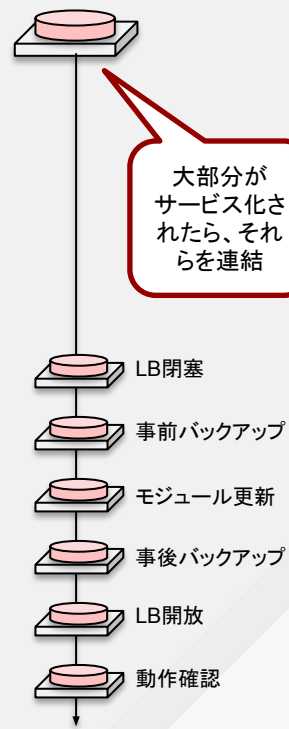 大部分が
サービス化さ
れたら、それ
らを連結
LB閉塞
事前バックアップ
モジュール更新
事後バックアップ
LB開放
動作確認